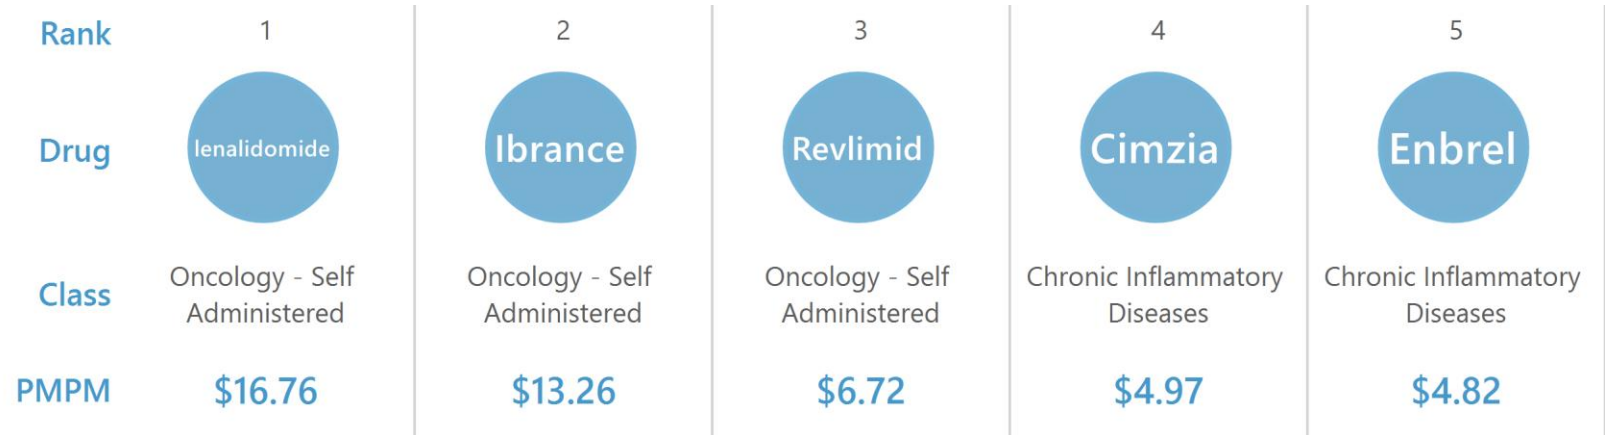 Rank 1 2 3 4 5
Drug lenalidomide Ibrance Revlimid Cimzia Enbrel
Oncology - Self Oncology - Self Oncology - Self Chronic Inflammatory Chronic Inflammatory
Class
Administered Administered Administered Diseases Diseases
PMPM $16.76 $13.26 $6.72 $4.97 $4.82